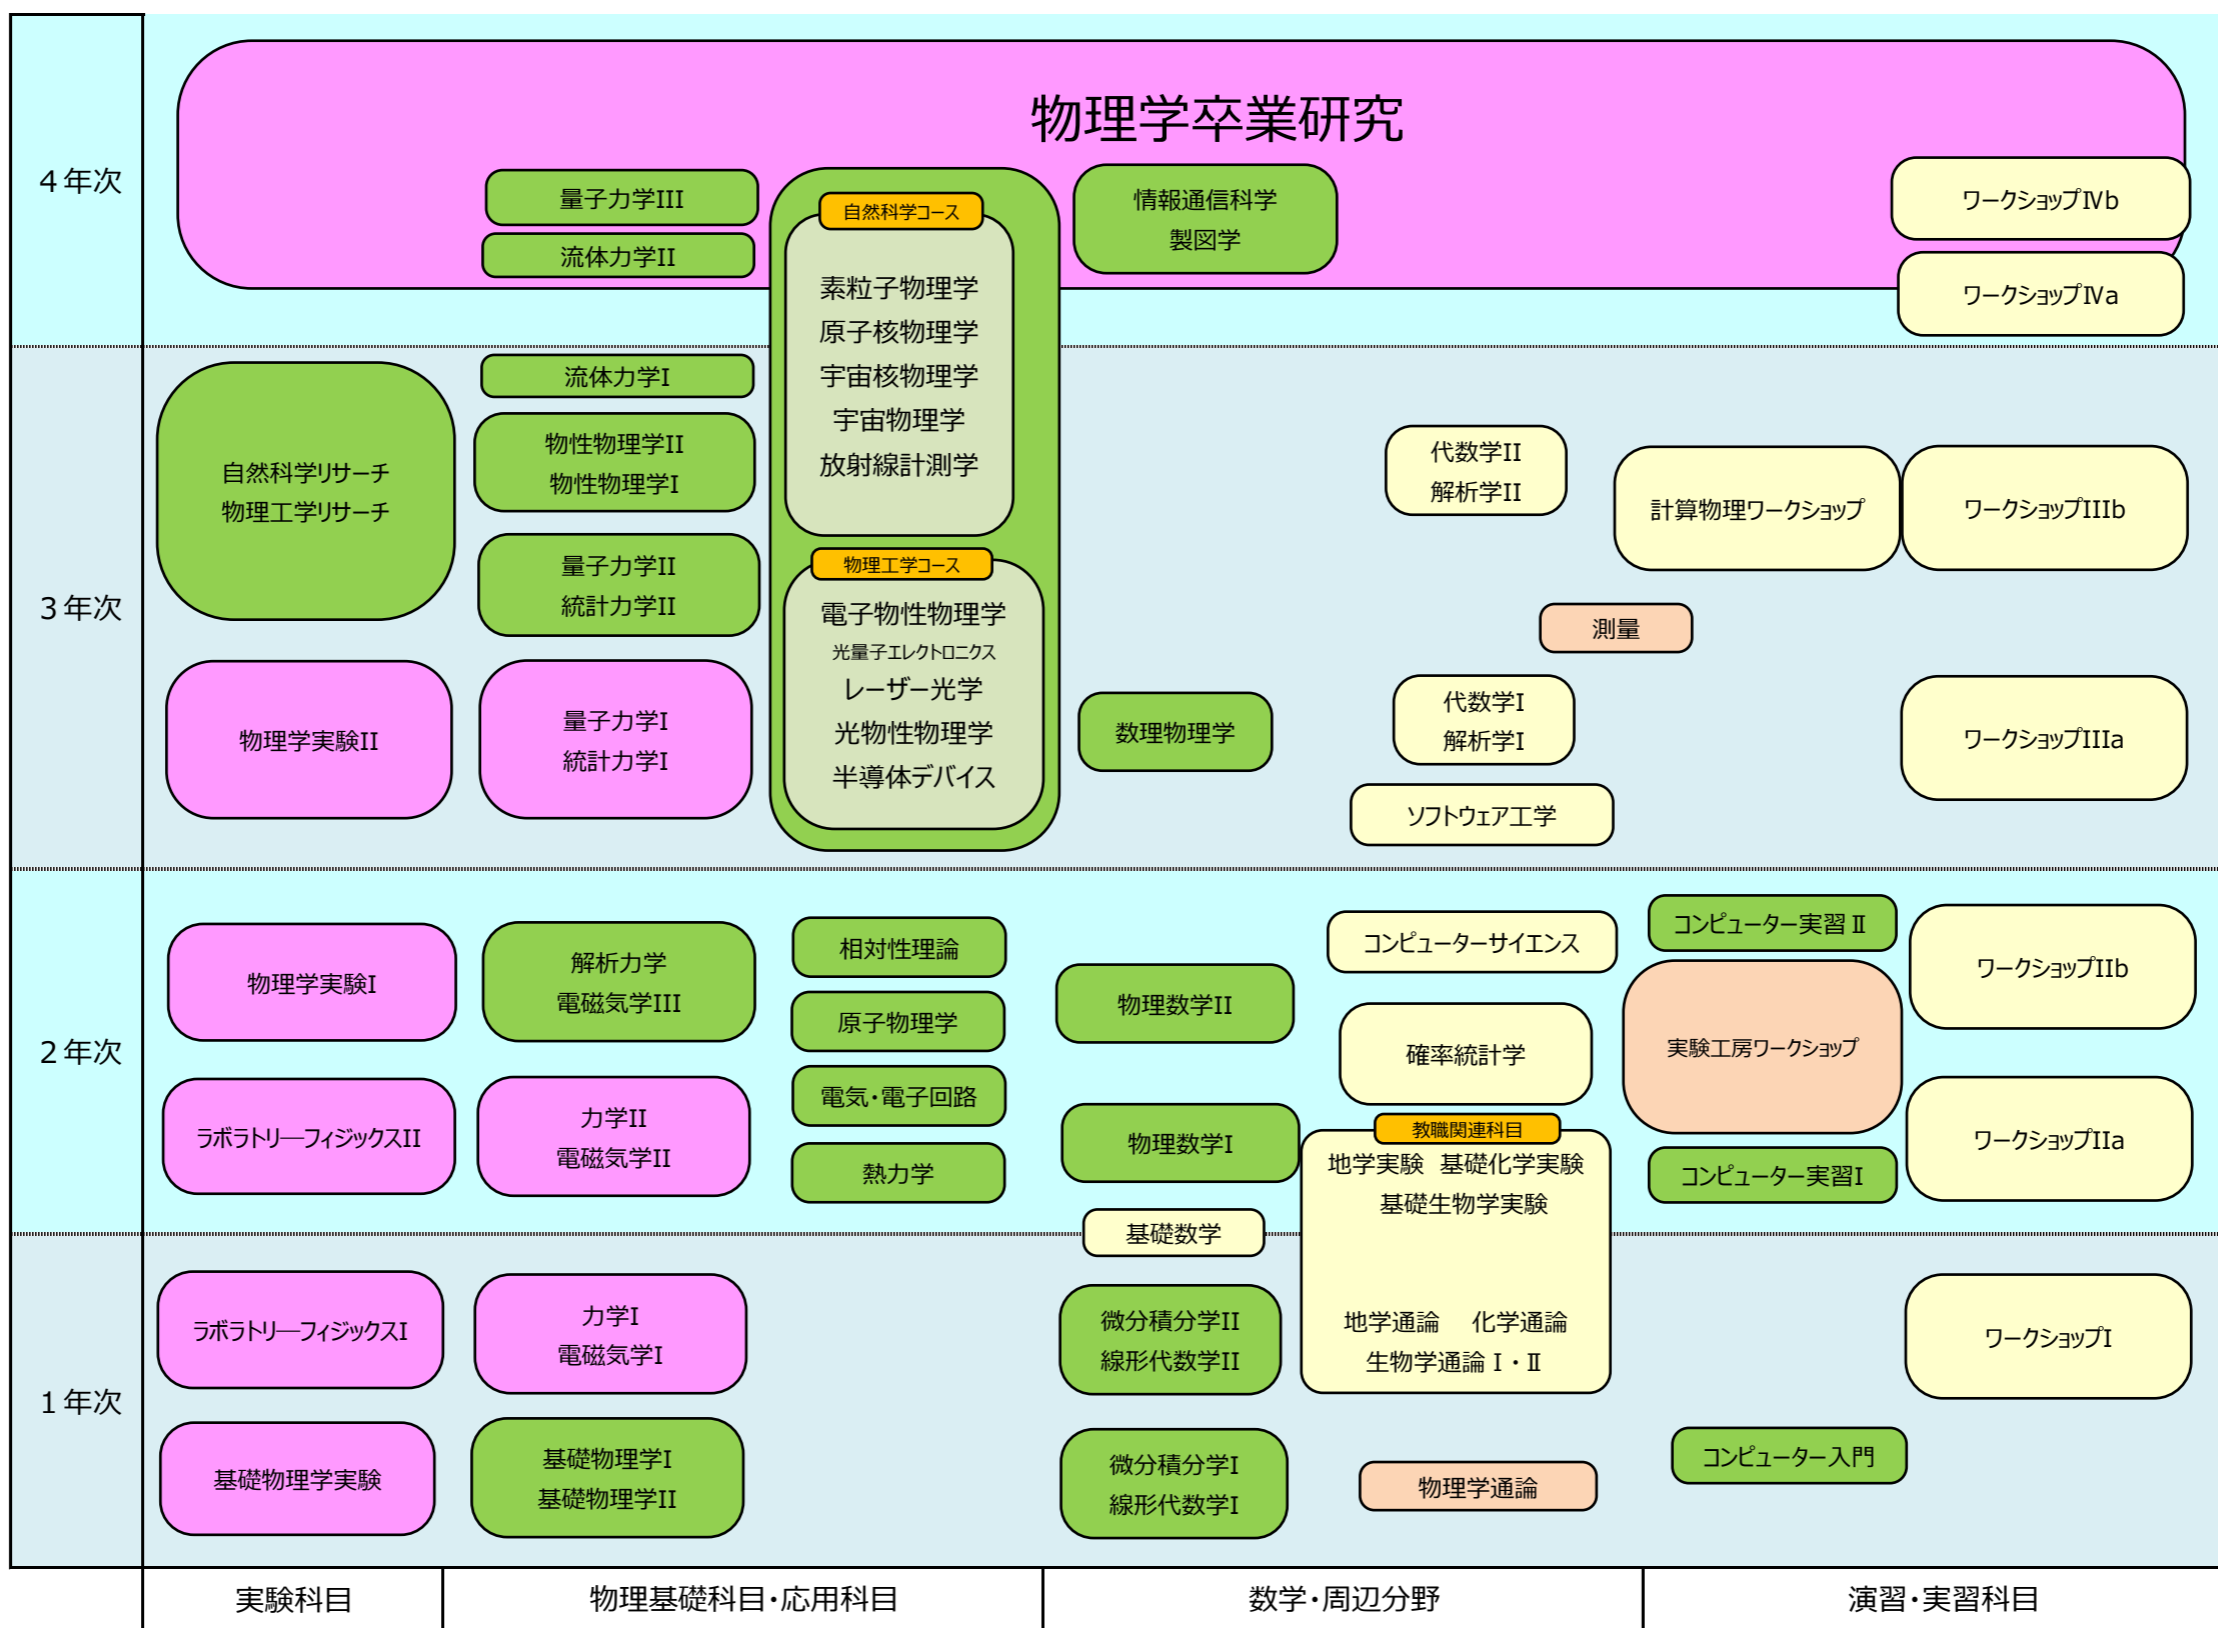 物理学卒業研究
4年次
量子力学III
流体力学II
自然科学コース
素粒子物理学
原子核物理学
宇宙核物理学
宇宙物理学
放射線計測学
情報通信科学
製図学
ワークショップⅣb
ワークショップⅣa
3年次
自然科学リサーチ
物理工学リサーチ
物理学実験II
流体力学I
物性物理学II
物性物理学I
量子力学II
統計力学II
量子力学I
統計力学I
物理工学コース
電子物性物理学
光量子エレクトロニクス
レーザー光学
光物性物理学
半導体デバイス
数理物理学
代数学II
解析学II
測量
代数学I
解析学I
ソフトウェア工学
計算物理ワークショップ
ワークショップIIIb
ワークショップIIIa
2年次
物理学実験I
ラボラトリ―フィジックスII
解析力学
電磁気学III
力学II
電磁気学II
相対性理論
原子物理学
電気・電子回路
熱力学
物理数学II
物理数学I
基礎数学
コンピューターサイエンス
確率統計学
教職関連科目
地学実験 基礎化学実験
基礎生物学実験
地学通論 化学通論
生物学通論Ⅰ・Ⅱ
コンピューター実習Ⅱ
実験工房ワークショップ
コンピューター実習I
ワークショップIIb
ワークショップIIa
1年次
ラボラトリ―フィジックスI
基礎物理学実験
力学I
電磁気学I
基礎物理学I
基礎物理学II
微分積分学II
線形代数学II
微分積分学I
線形代数学I
物理学通論
コンピューター入門
ワークショップI
実験科目
物理基礎科目・応用科目
数学・周辺分野
演習・実習科目